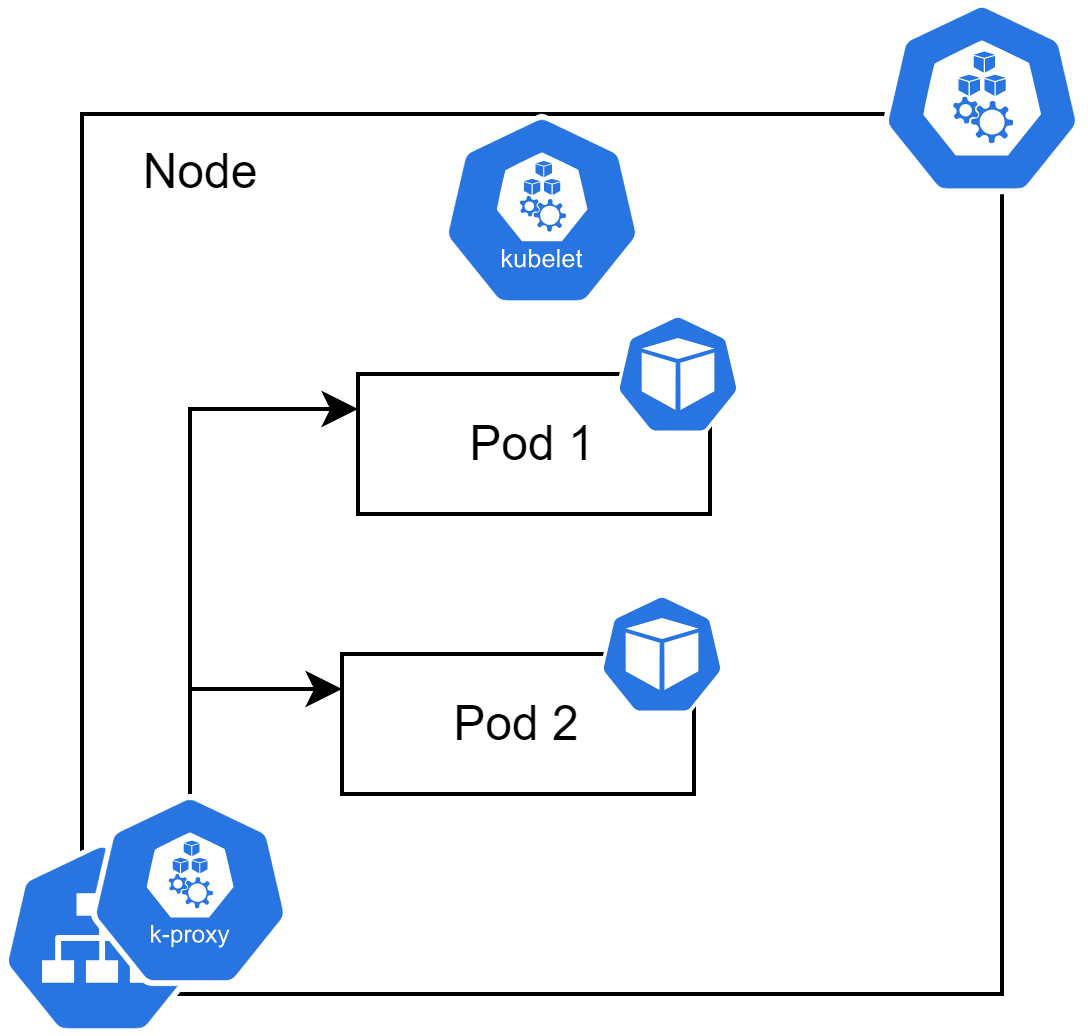 Node
kubelet
Pod 1
Pod 2
k-proxy